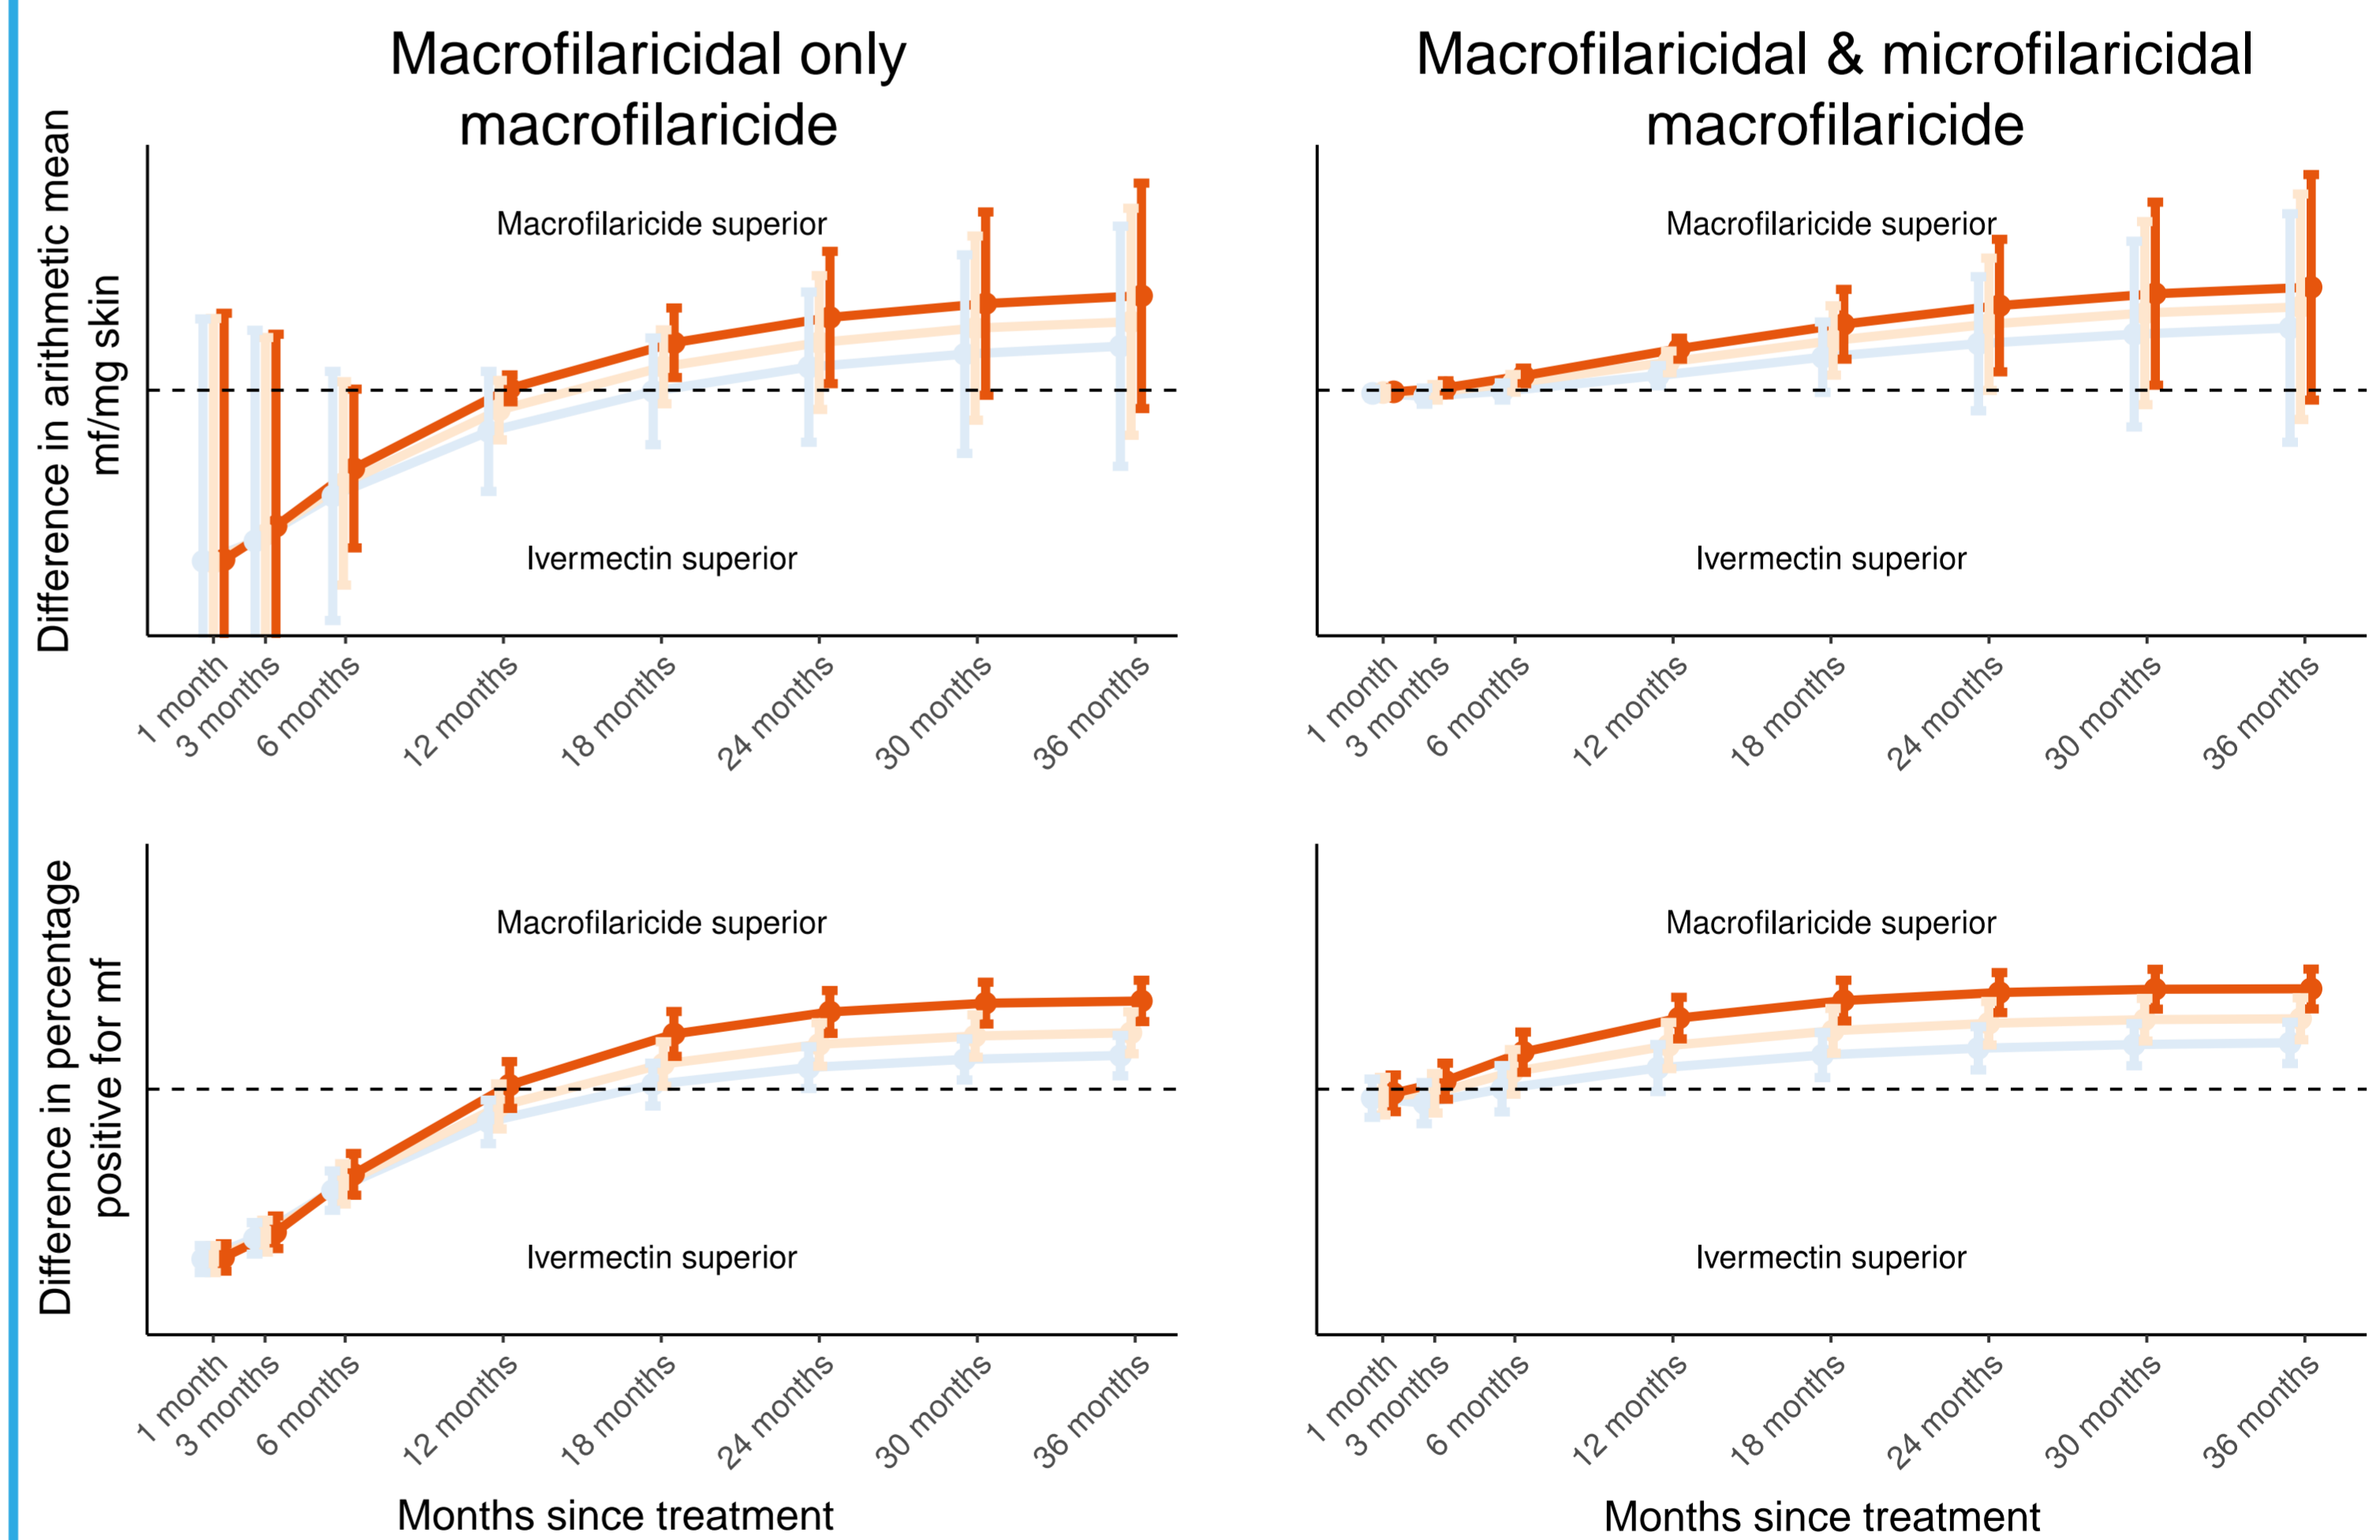 Macrofilaricidal only
macrofilaricide
Macrofilaricidal & microfilaricidal
macrofilaricide
Difference in arithmetic mean
mf/mg skin
Macrofilaricide superior
Ivermectin superior
1 month
3 months
6 months
12 months
18 months
24 months
30 months
36 months
Macrofilaricide superior
Ivermectin superior
1 month
3 months
6 months
12 months
18 months
24 months
30 months
36 months
Difference in percentage
positive for mf
Macrofilaricide superior
Ivermectin superior
1 month
3 months
6 months
12 months
18 months
24 months
30 months
36 months
Months since treatment
Macrofilaricide superior
Ivermectin superior
1 month
3 months
6 months
12 months
18 months
24 months
30 months
36 months
Months since treatment